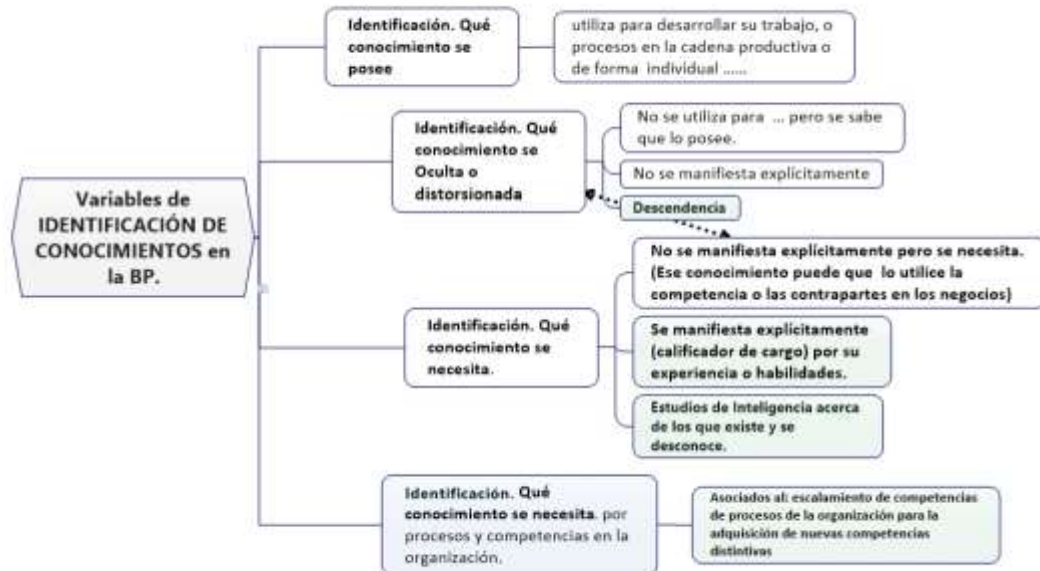 Variables de
IDENTIFICACIÓN DE
CONOCIMIENTOS en
la BP.
Identificación. Qué
conocimiento se
posee
utiliza para desarrollar su trabajo, o
procesos en la cadena productiva o
de forma individual ......
Identificación. Qué
conocimiento se
Oculta o
distorsionada
No se utiliza para ... pero se sabe
que lo posee.
No se manifiesta explícitamente
Descendencia
Identificación. Qué
conocimiento se
necesita.
No se manifiesta explícitamente pero se necesita.
(Ese conocimiento puede que lo utilice la
competencia o las contrapartes en los negocios)
Se manifiesta explícitamente
(calificador de cargo) por su
experiencia o habilidades.
Estudios de Inteligencia acerca
de los que existe y se
desconoce.
Identificación. Qué
conocimiento se necesita. por
procesos y competencias en la
organización.
Asociados al: escalamiento de competencias
de procesos de la organización para la
adquisición de nuevas competencias
distintivas